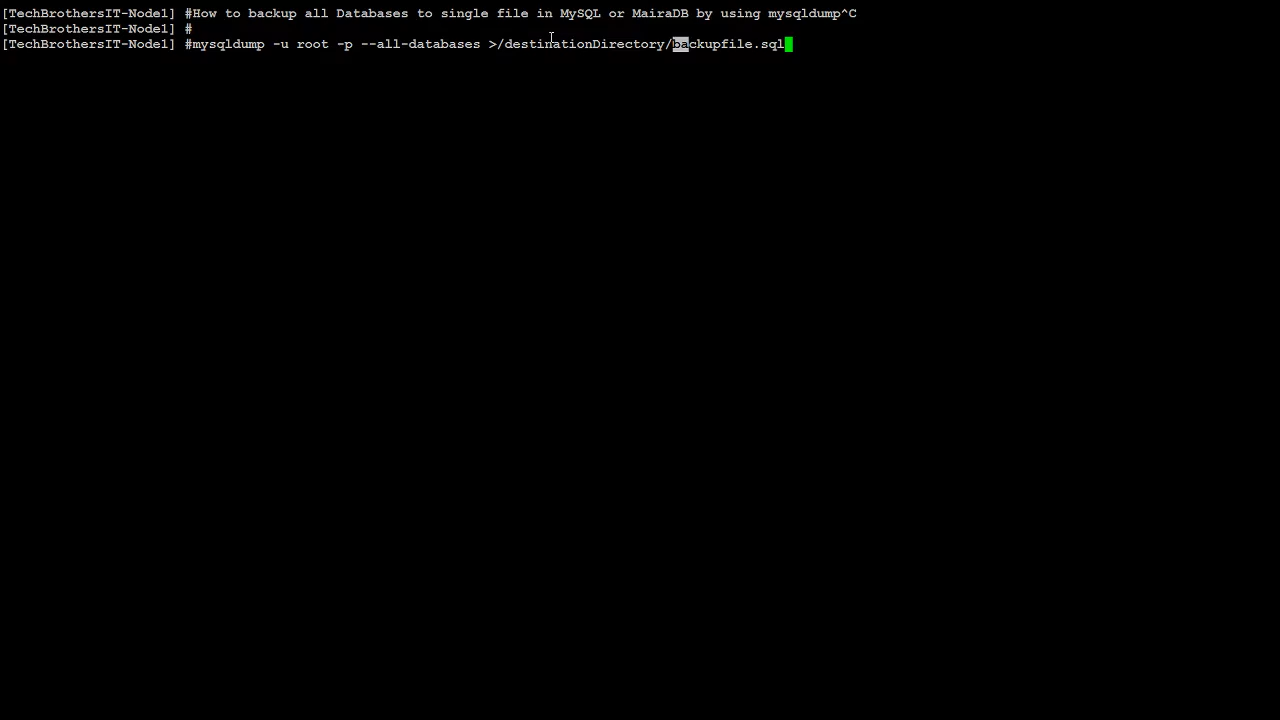 [TechBrothersIT-Node1] #How to backup all Databases to single file in MySQL or MairaDB by using mysqldump^C
[TechBrothersIT-Node1] #
[TechBrothersIT-Node1] #mysqldump -u root -p --all-databases >/destinationDirectory/backupfile.sql